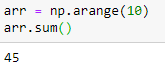 arr = np.arange(10)
arr.sum()
45